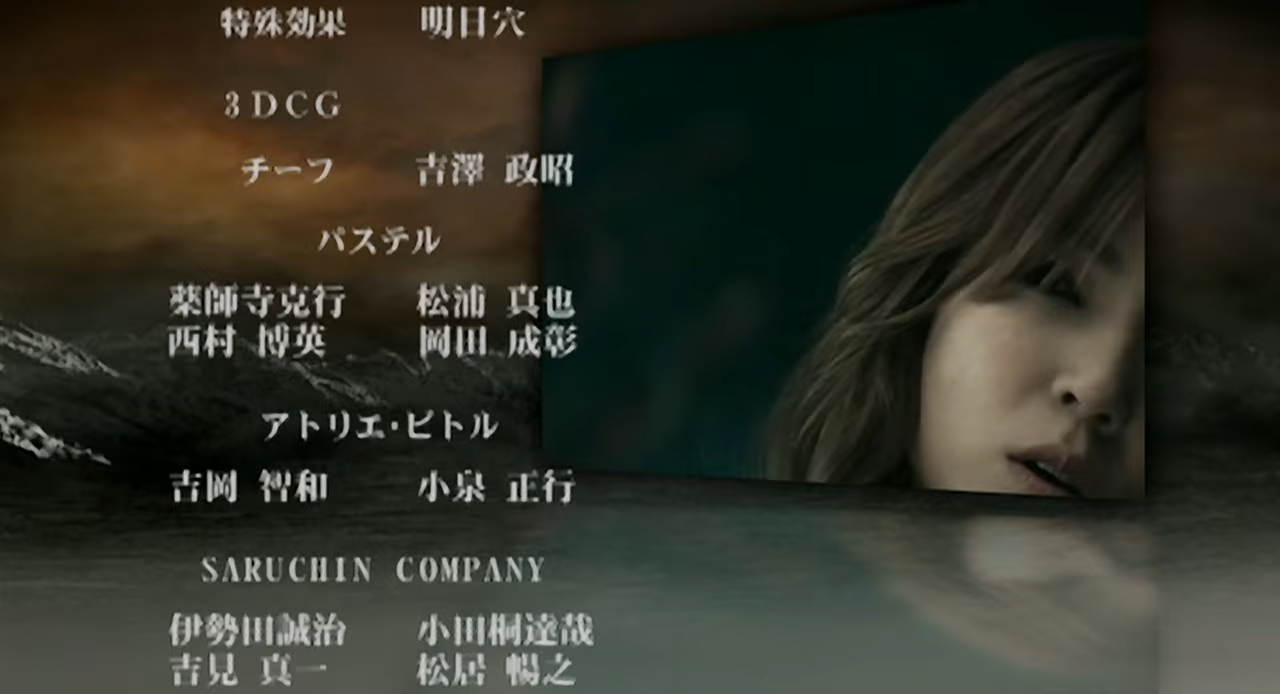 特殊効果 明日穴
3DCG
チーフ 吉澤 政昭
パステル
薬師寺克行 松浦 真也
西村 博英 岡田 成彰
アトリエ・ビトル
吉岡 智和 小泉 正行
SARUCHIN COMPANY
伊勢田誠治 小田桐達哉
吉見 真一 松居 暢之